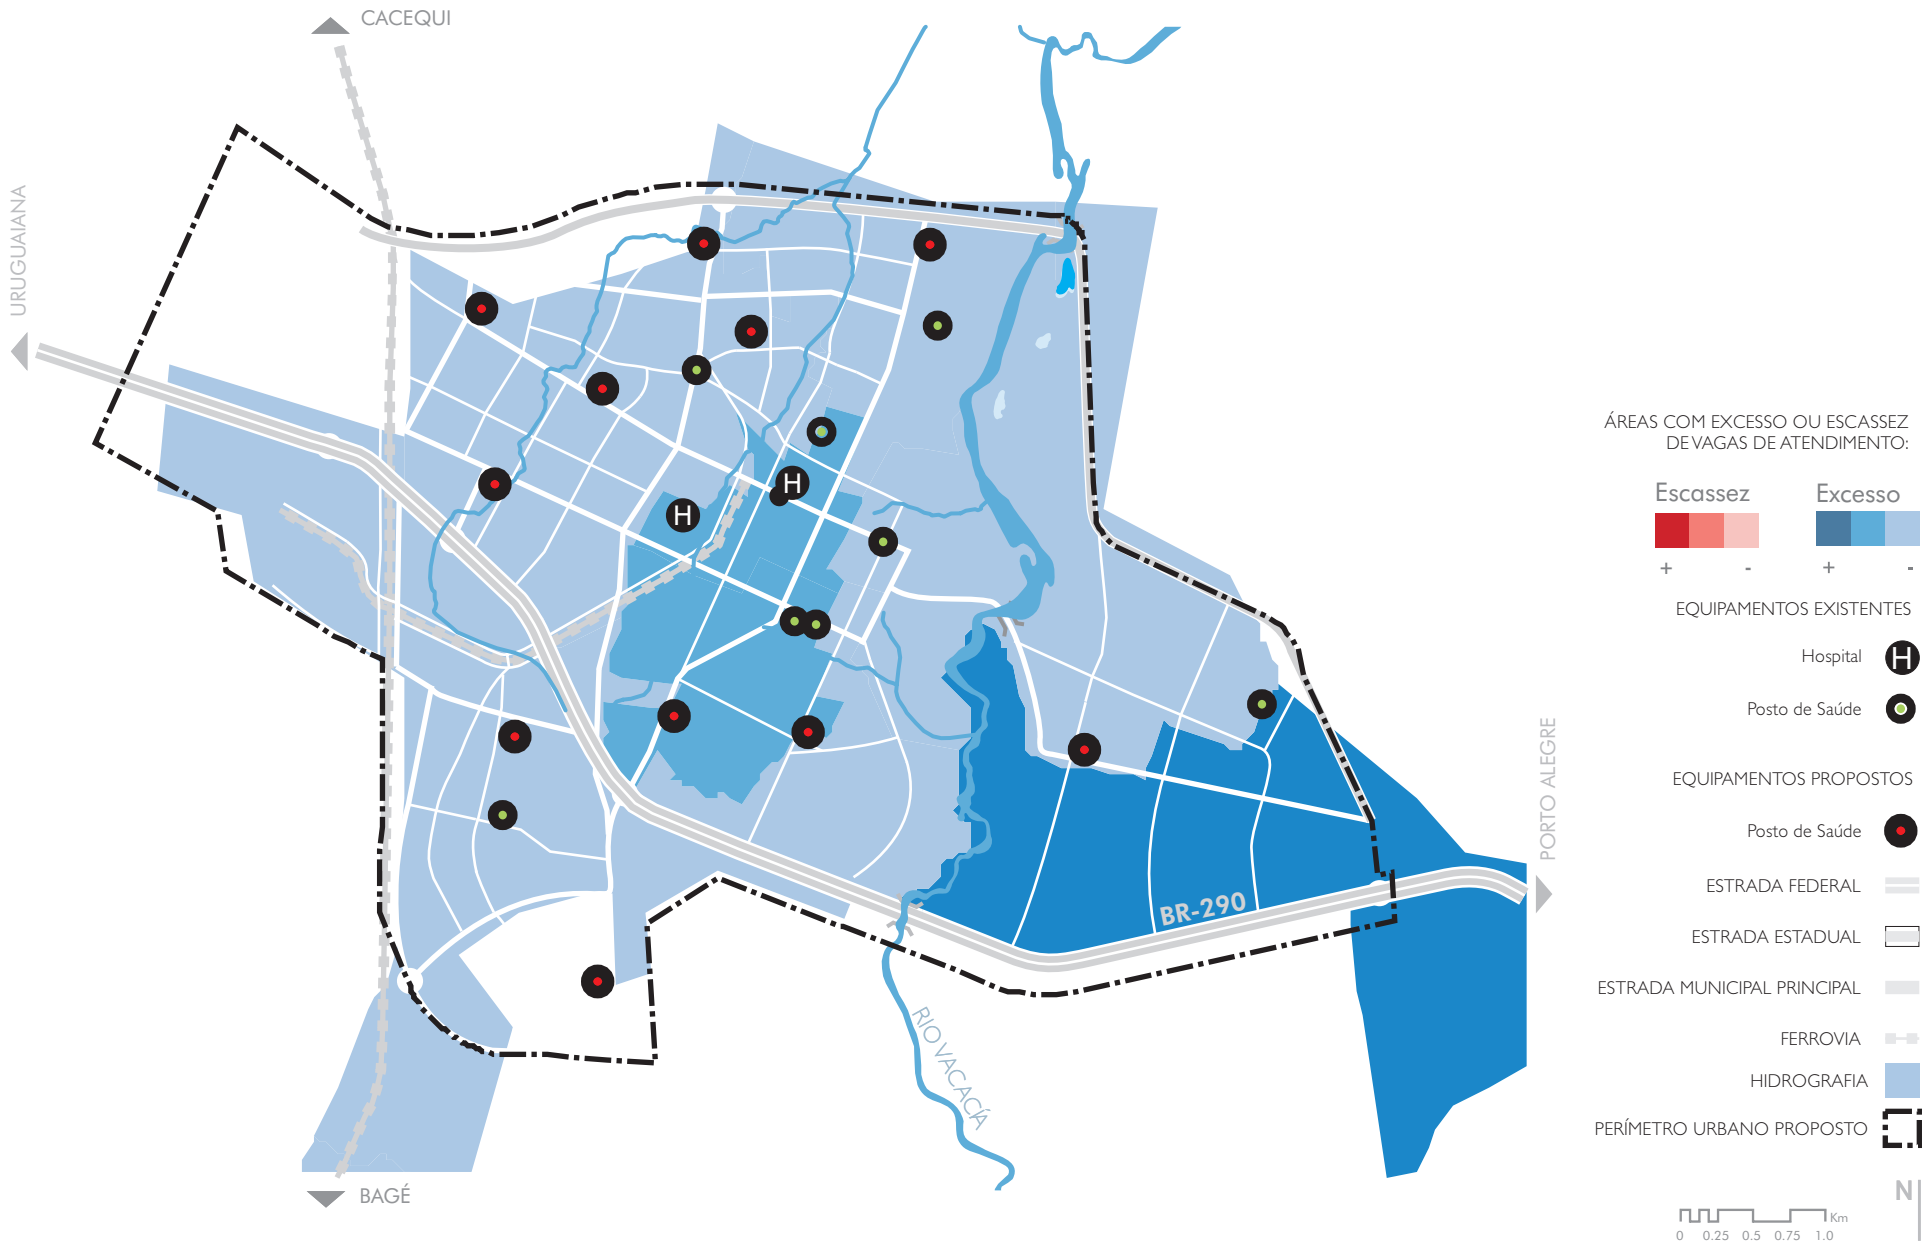 CACEQUI
URUGUAIANA
H
H
BR-290
RIO VACACÍ
PORTO ALEGRE
BAGÉ
ÁREAS COM EXCESSO OU ESCASSEZ
DE VAGAS DE ATENDIMENTO:
Escassez Excesso
+ - + -
EQUIPAMENTOS EXISTENTES
Hospital H
Posto de Saúde
EQUIPAMENTOS PROPOSTOS
Posto de Saúde
ESTRADA FEDERAL
ESTRADA ESTADUAL
ESTRADA MUNICIPAL PRINCIPAL
FERROVIA
HIDROGRAFIA
PERÍMETRO URBANO PROPOSTO
N
Km
0 0.25 0.5 0.75 1.0